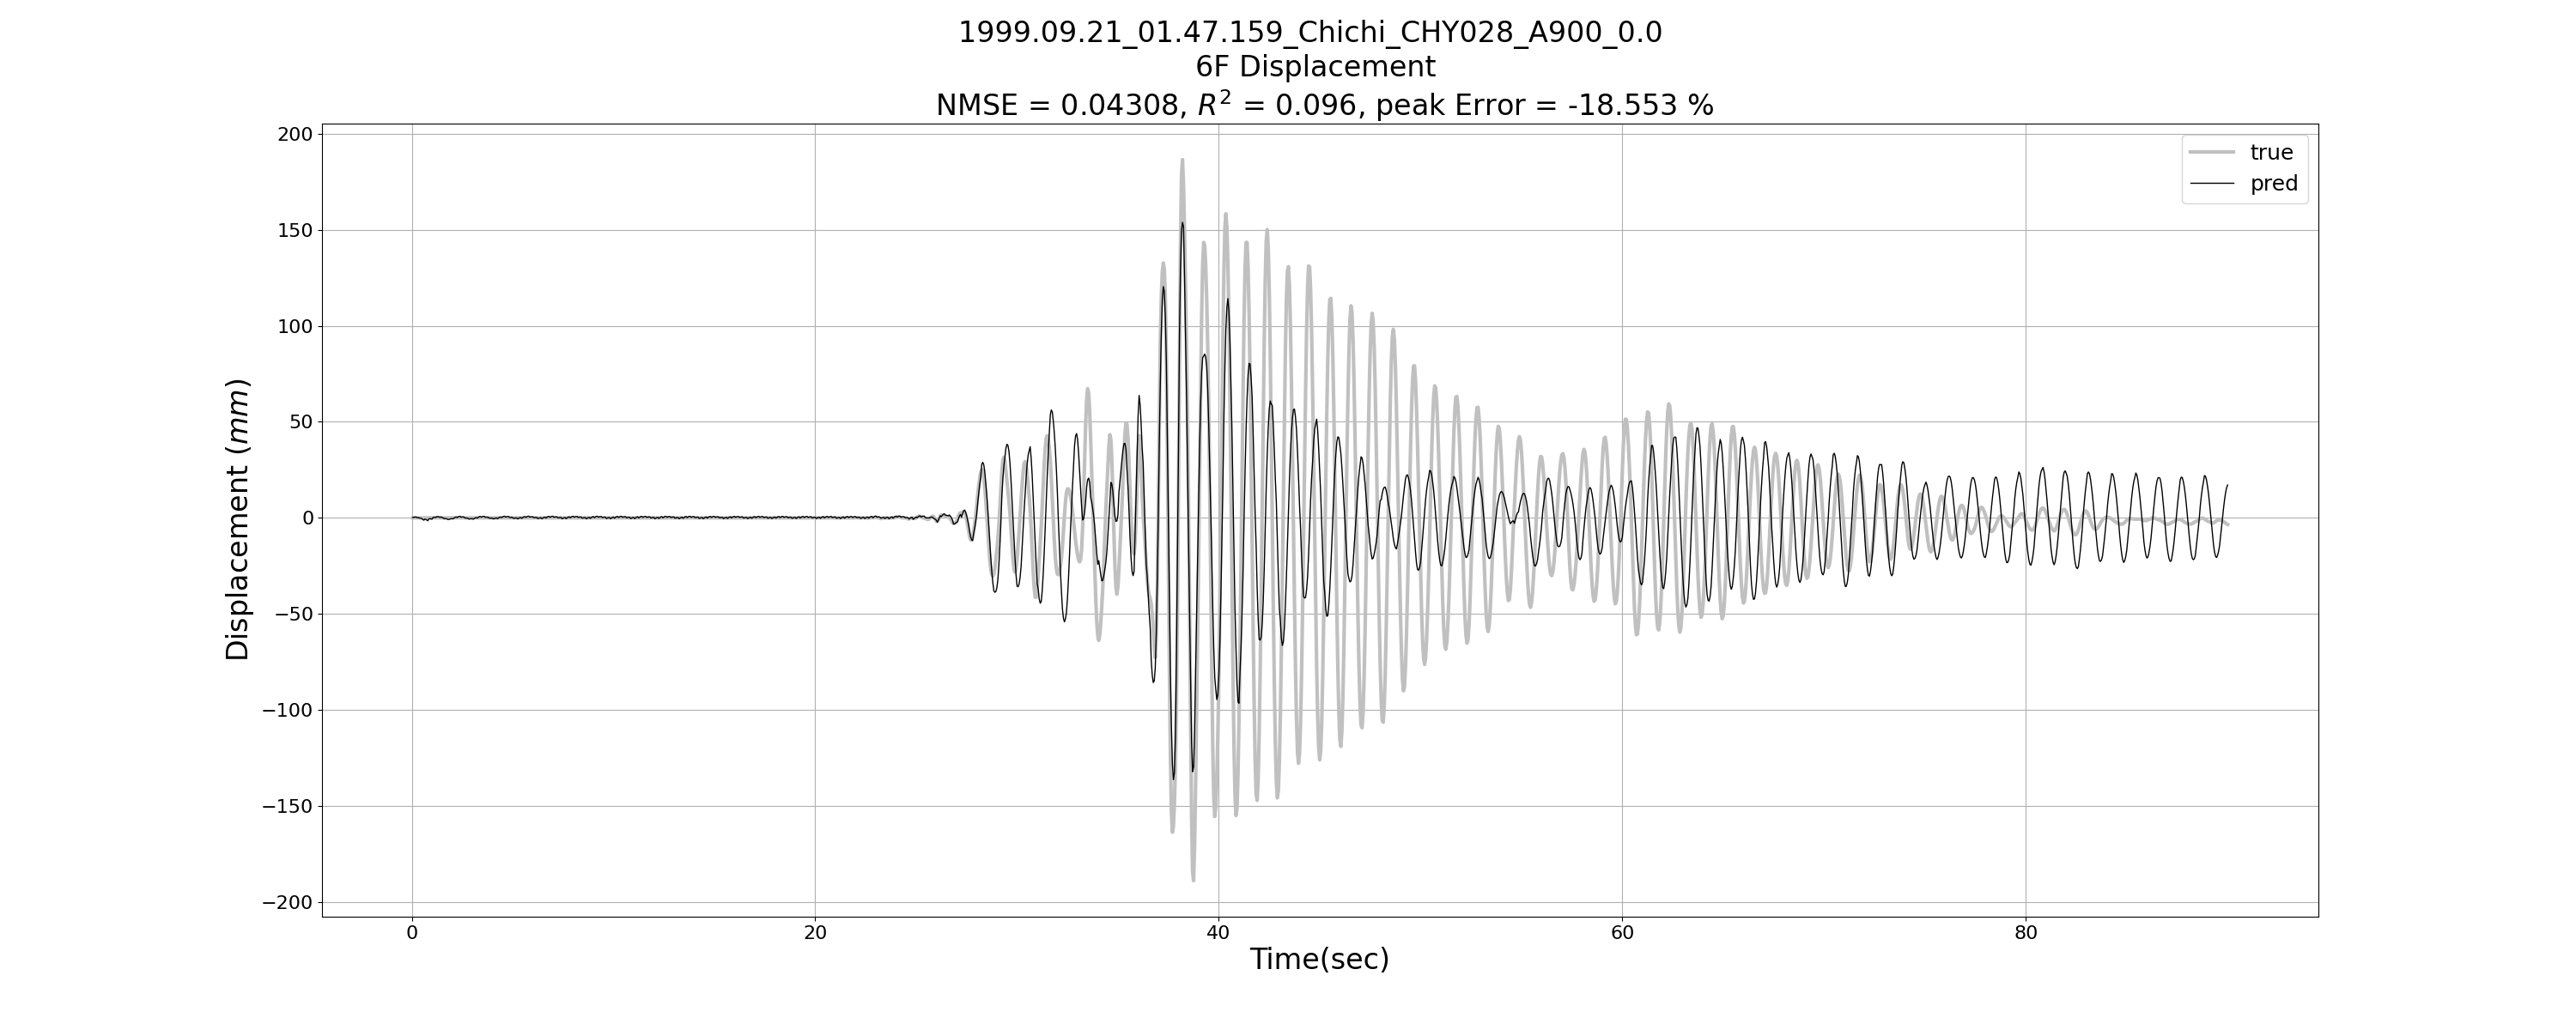 1999.09.21_01.47.159_Chichi_CHY028_A900_0.0
6F Displacement
NMSE = 0.04308, R² = 0.096, peak Error = -18.553 %
true
pred
200
150
100
50
0
−50
−100
−150
−200
Displacement (mm)
0 20 40 60 80
Time(sec)